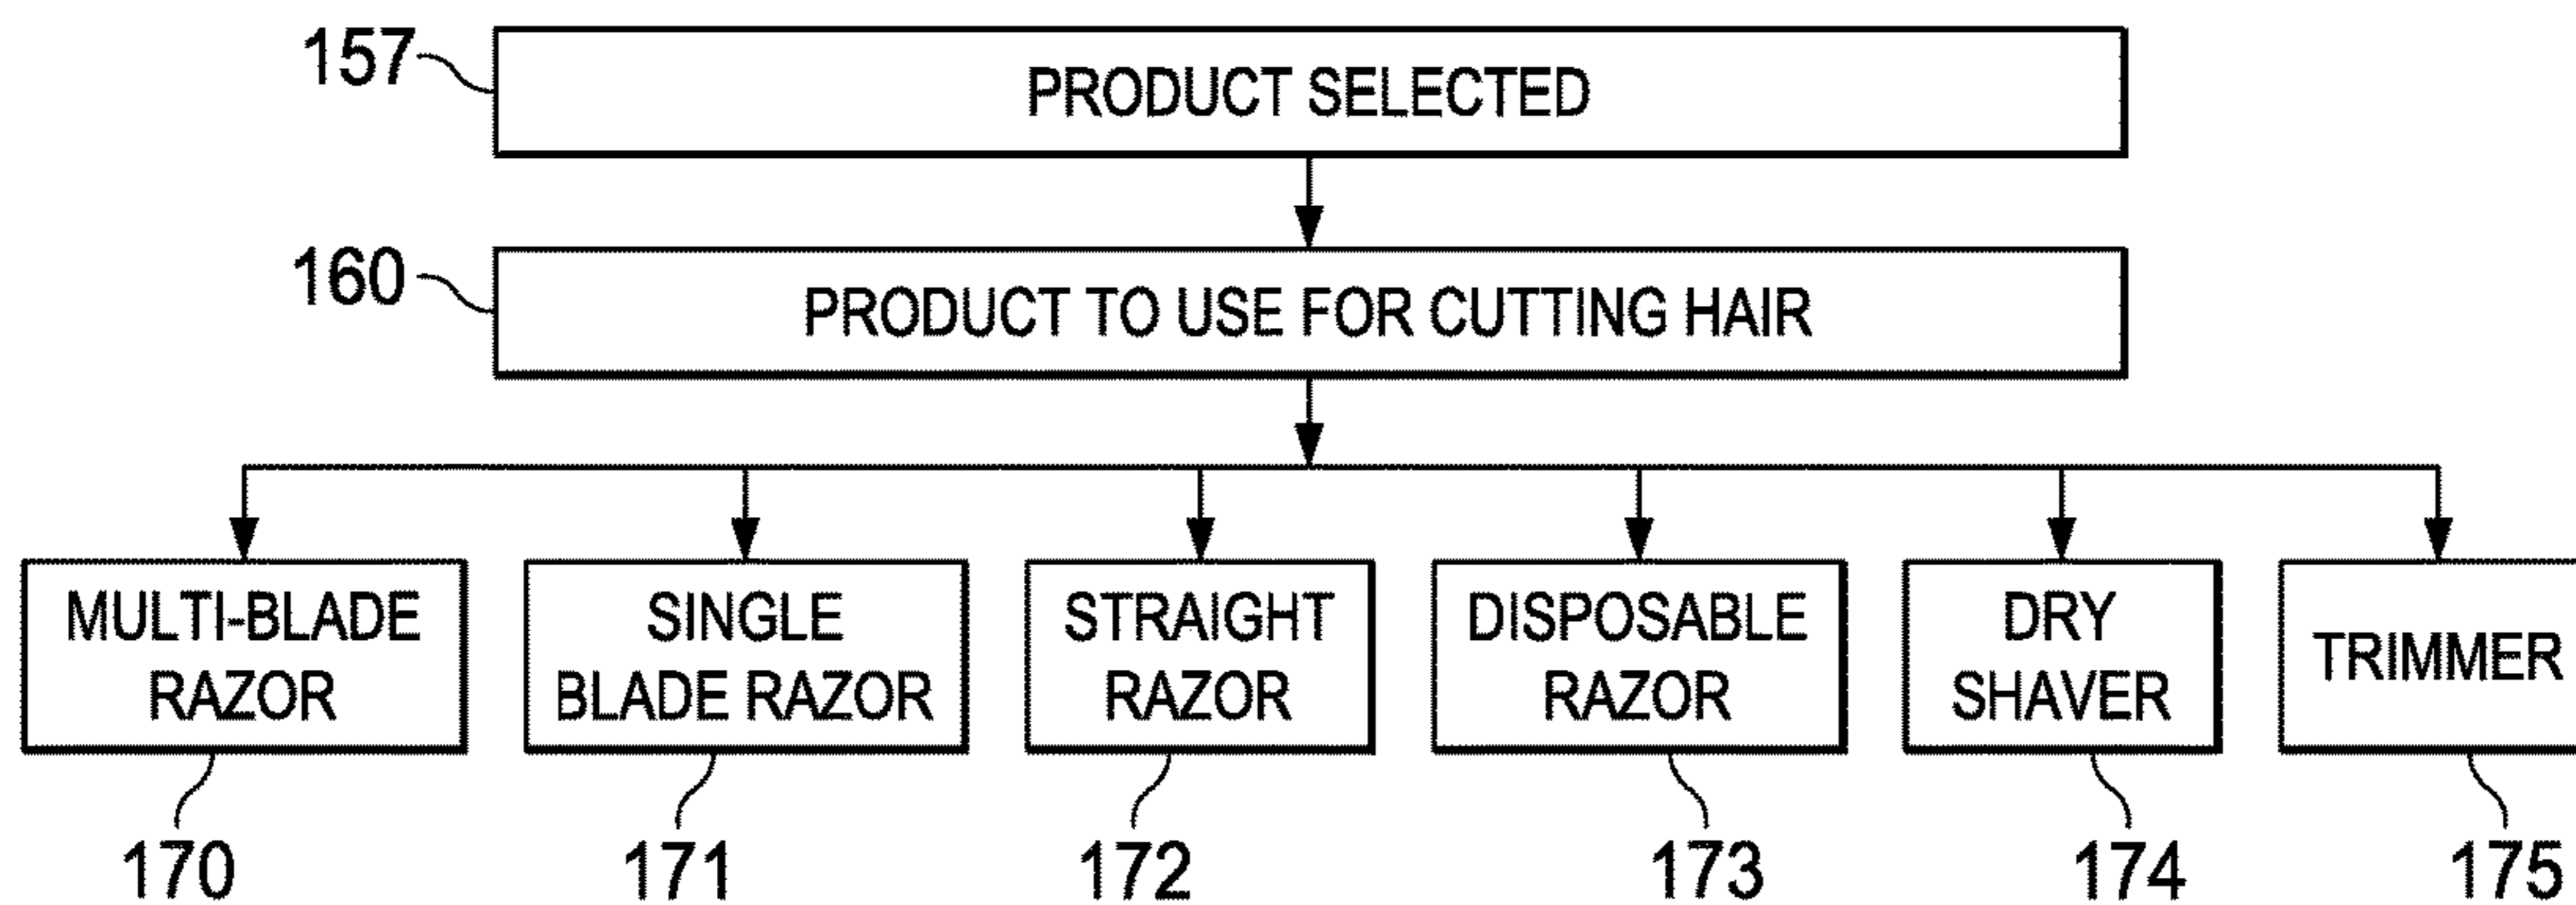 157
PRODUCT SELECTED
160
PRODUCT TO USE FOR CUTTING HAIR
MULTI-BLADE
RAZOR
SINGLE
BLADE RAZOR
STRAIGHT
RAZOR
DISPOSABLE
RAZOR
DRY
SHAVER
TRIMMER
170
171
172
173
174
175